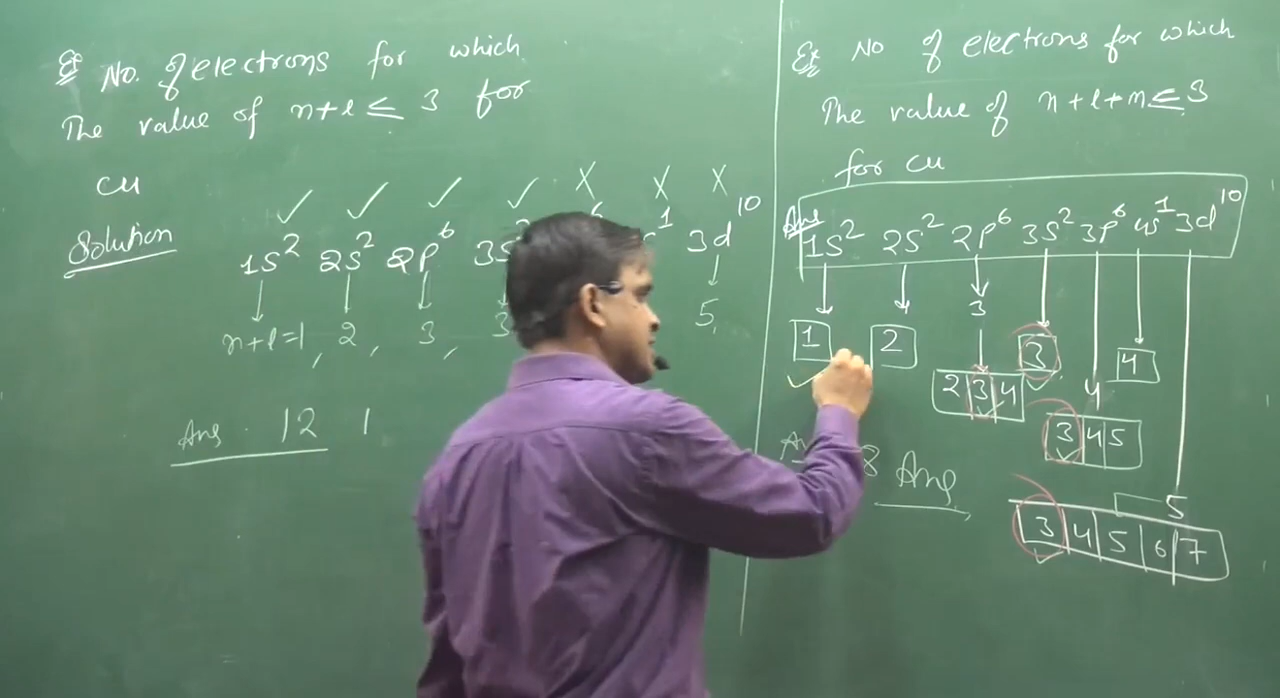 Ex No. of electrons for which
The value of n+l ≤ 3 for
CU
Solution
1S² 2S² 2P⁶ 3S 3d¹⁰
n+l=1, 2, 3, 3 5,
Ans. 12
Ex No of electrons for which
The value of n+l+m ≤ 3
for CU
Ans
1S² 2S² 2P⁶ 3S² 3P⁶ 4S¹ 3d¹⁰
3
1 2 3 4
2 3 4 4
3 4 5
8 Ans
5
3 4 5 6 7